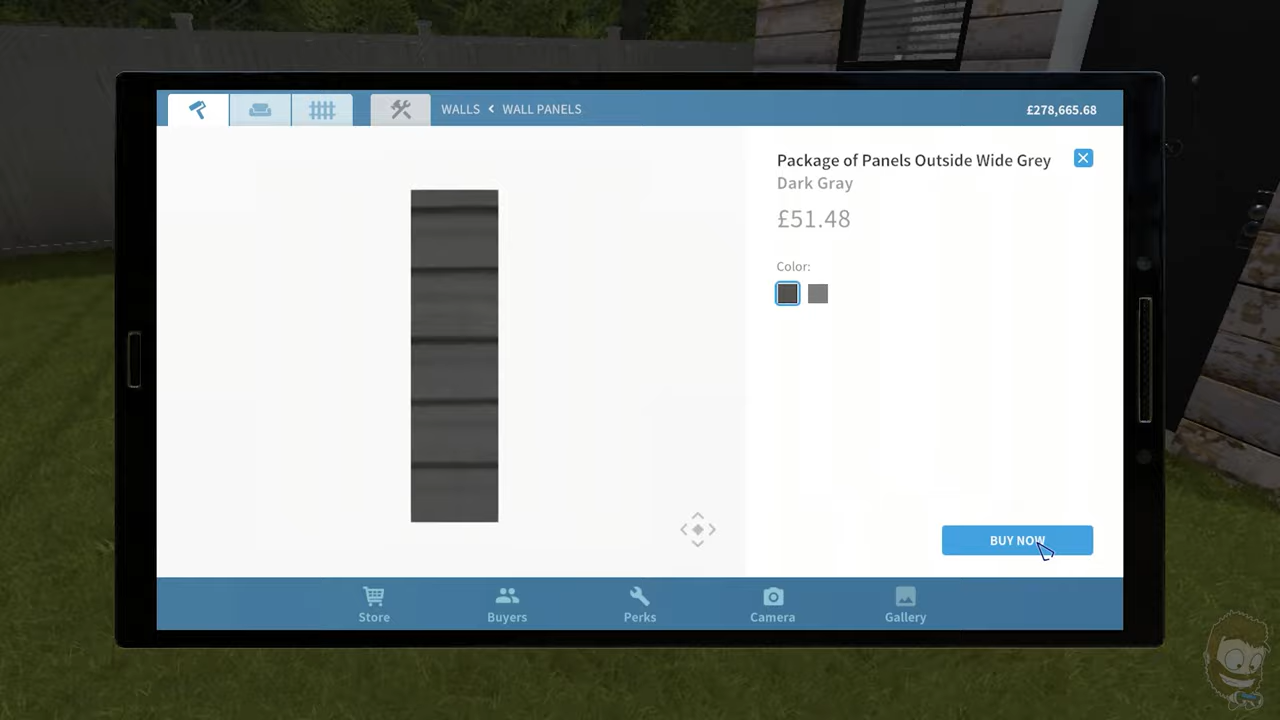 WALLS < WALL PANELS
£278,665.68
Package of Panels Outside Wide Grey
Dark Gray
£51.48
Color:
BUY NOW
Store
Buyers
Perks
Camera
Gallery